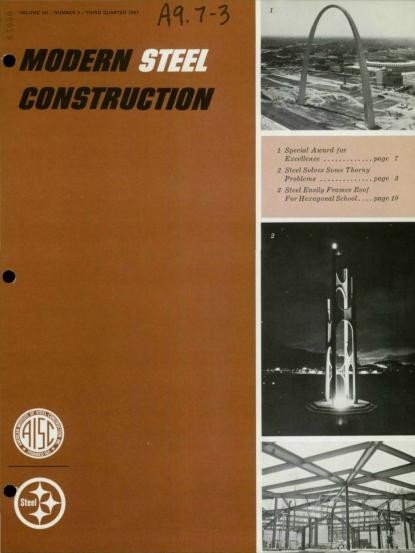 VOLUME VII / NUMBER 3 / THIRD QUARTER 1967
A9.7-3
MODERN STEEL
CONSTRUCTION
1
1 Special Award for
Excellence ............. page 7
2 Steel Solves Some Thorny
Problems .............. page 3
3 Steel Easily Frames Roof
For Hexagonal School.... page 10
2
AISC
Steel